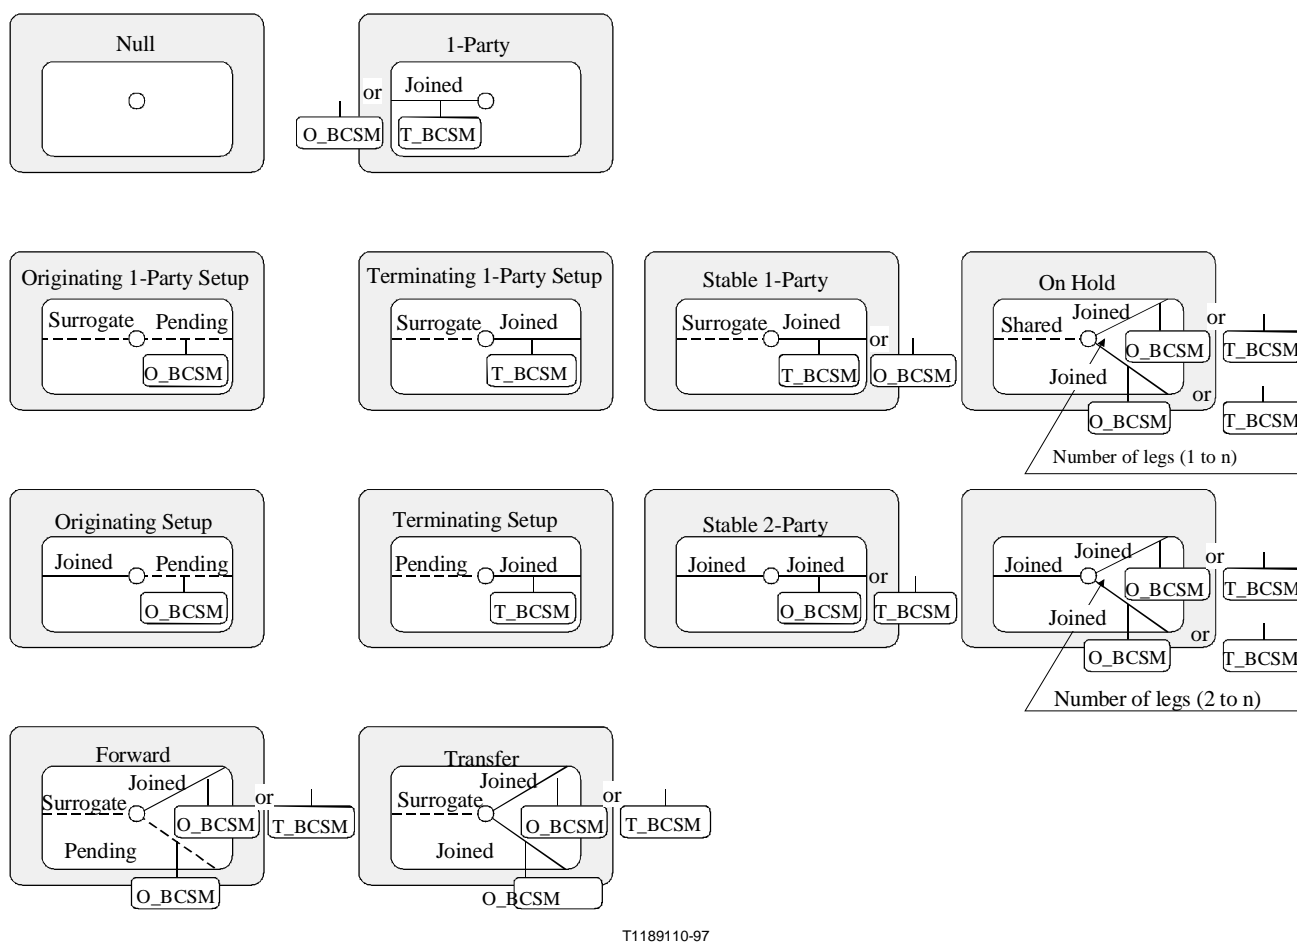 Null
1-Party
Joined
or
O_BCSM
T_BCSM
Originating 1-Party Setup
Surrogate Pending
O_BCSM
Terminating 1-Party Setup
Surrogate Joined
T_BCSM
Stable 1-Party
Surrogate Joined
or
T_BCSM
O_BCSM
On Hold
Shared
Joined
or
O_BCSM
T_BCSM
Joined
or
O_BCSM
T_BCSM
Number of legs (1 to n)
Originating Setup
Joined Pending
O_BCSM
Terminating Setup
Pending Joined
T_BCSM
Stable 2-Party
Joined Joined
or
O_BCSM
T_BCSM
Joined
Joined
or
O_BCSM
T_BCSM
Joined
or
O_BCSM
T_BCSM
Number of legs (2 to n)
Forward
Joined
Surrogate
or
O_BCSM
T_BCSM
Pending
O_BCSM
Transfer
Joined
Surrogate
or
O_BCSM
T_BCSM
Joined
O_BCSM
T1189110-97